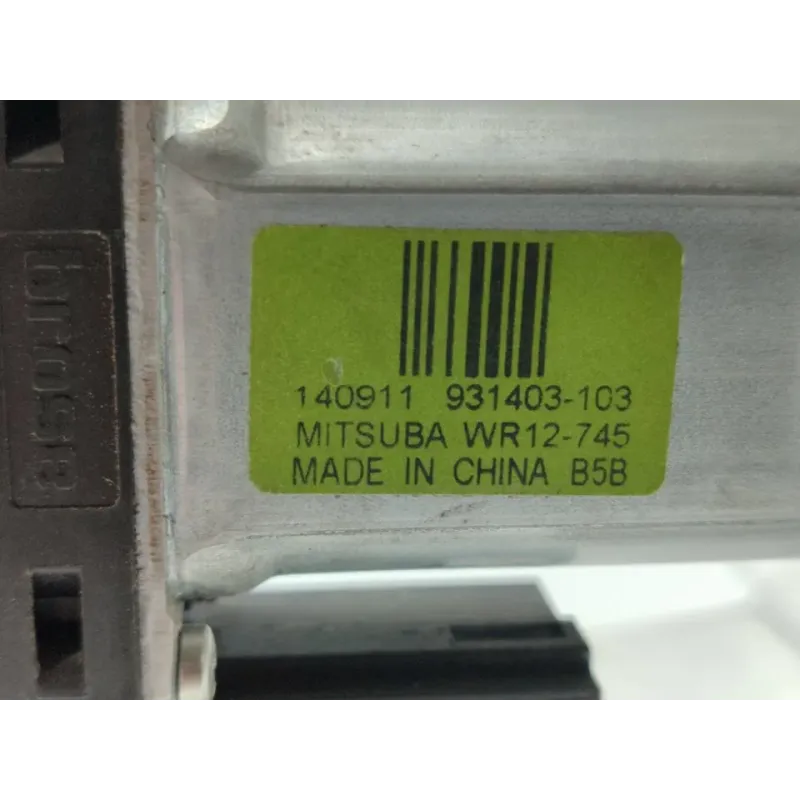 140911 931403-103
MITSUBA WR12-745
MADE IN CHINA B5B